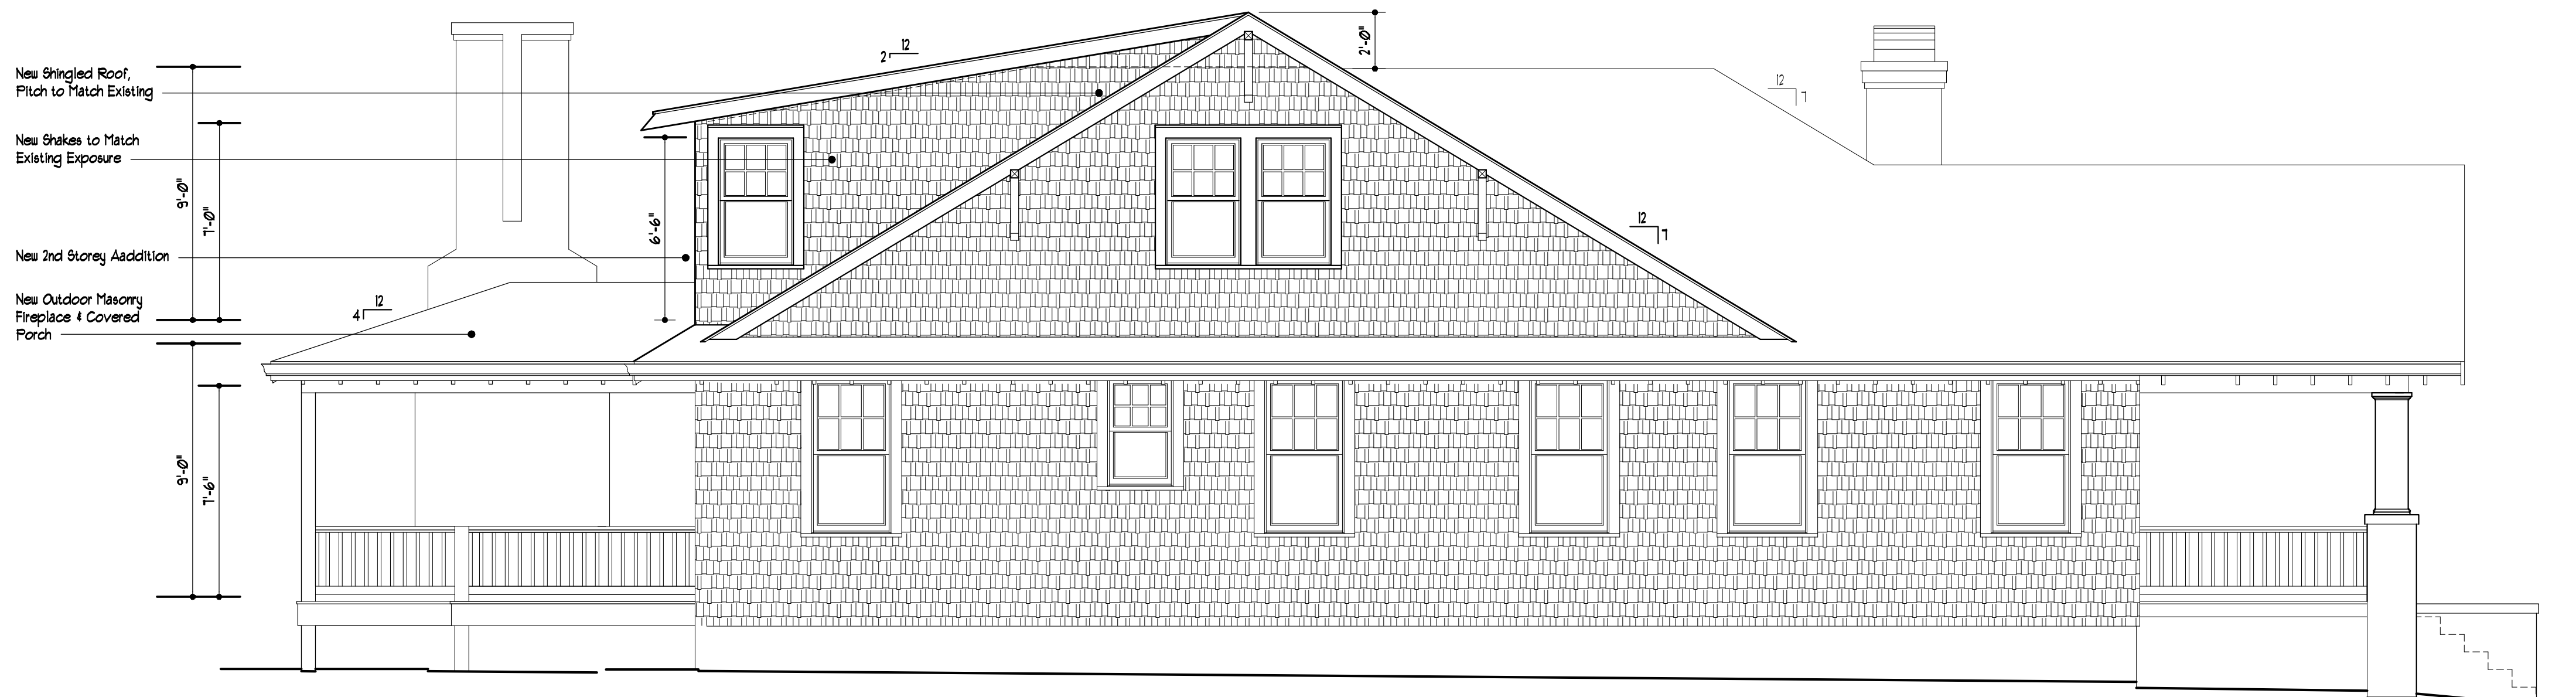 New Shingled Roof,
Pitch to Match Existing
New Shakes to Match
Existing Exposure
New 2nd Storey Aaddition
New Outdoor Masonry
Fireplace & Covered
Porch
9'-0"
7'-0"
9'-0"
7'-6"
6'-6"
12
4
12
2
2'-0"
12
7
12
7